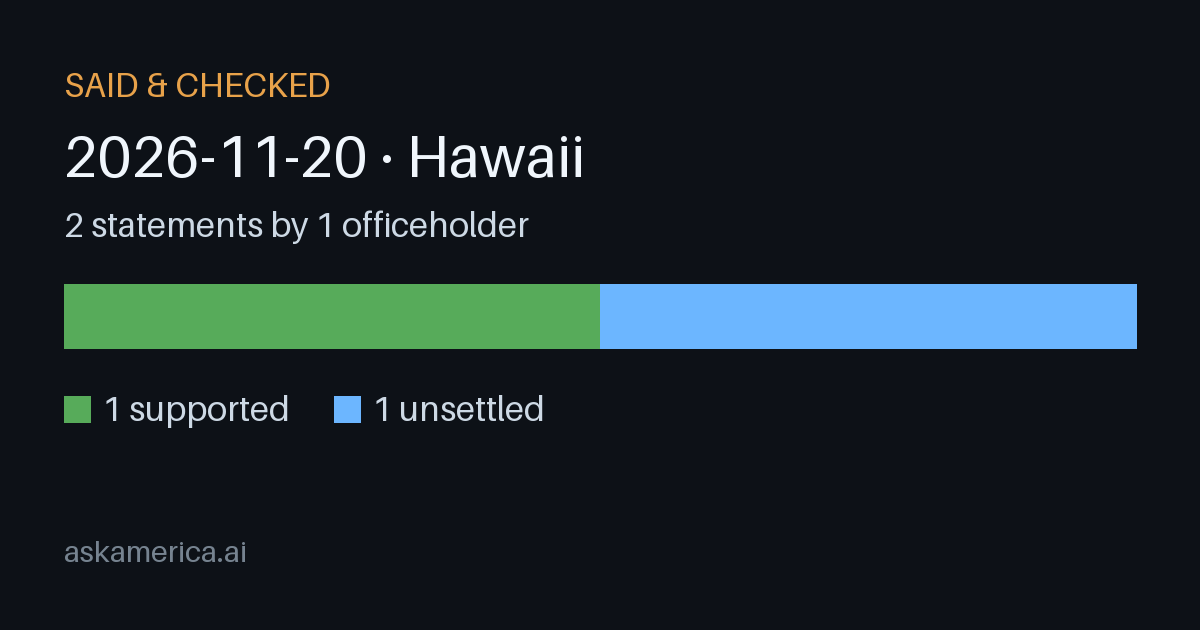 SAID & CHECKED
2026-11-20 · Hawaii
2 statements by 1 officeholder
1 supported 1 unsettled
askamerica.ai